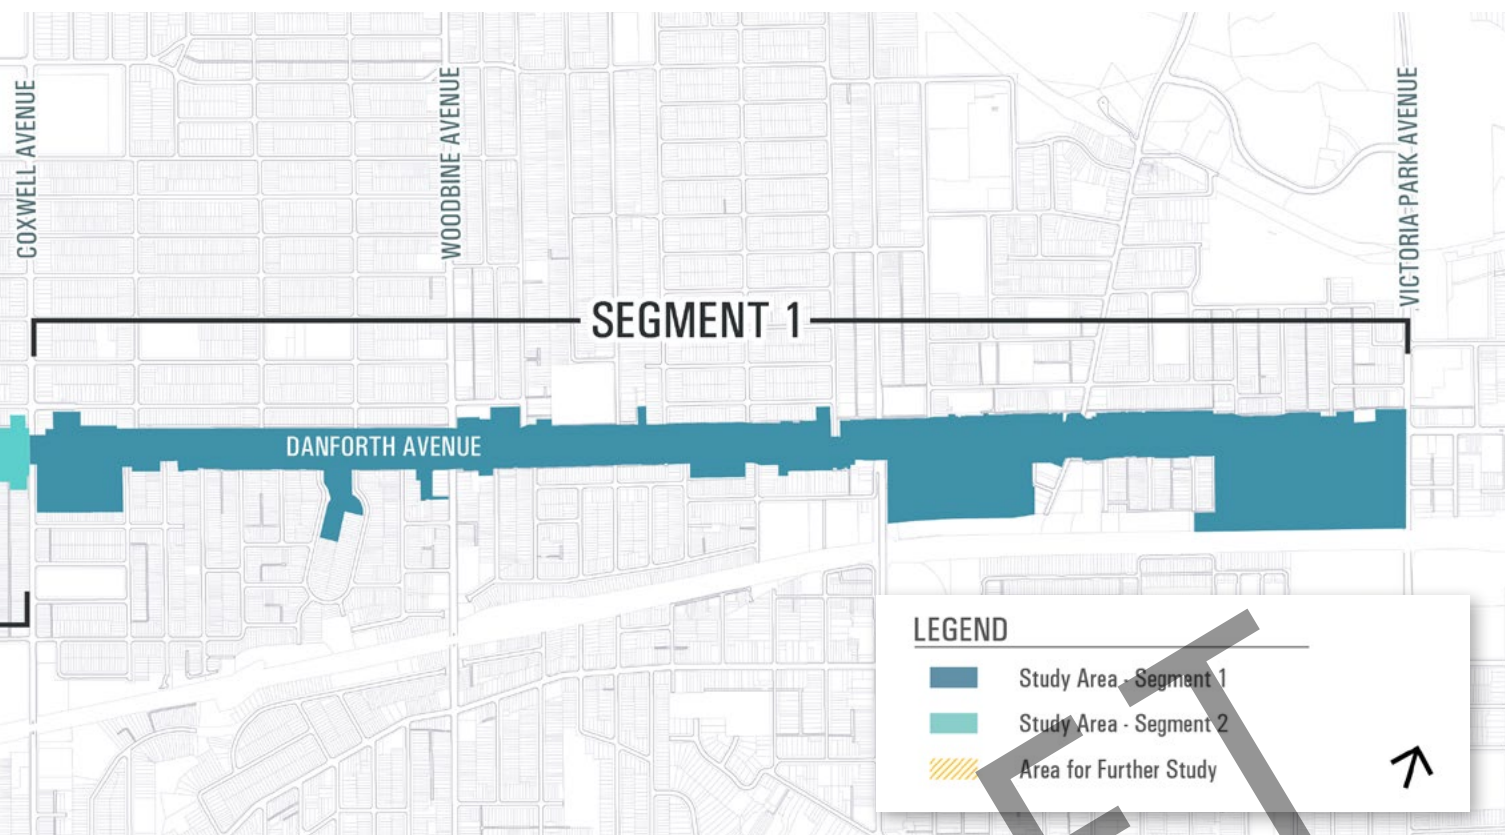 COXWELL AVENUE
WOODBINE AVENUE
VICTORIA PARK AVENUE
SEGMENT 1
DANFORTH AVENUE
LEGEND
Study Area - Segment 1
Study Area - Segment 2
Area for Further Study
ET